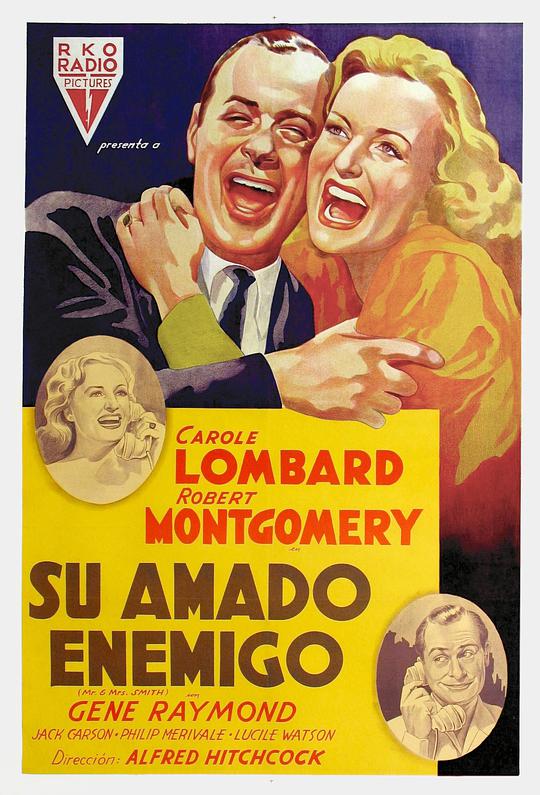 RKO
RADIO
PICTURES
presenta a
CAROLE
LOMBARD
ROBERT
MONTGOMERY
en
SU AMADO
ENEMIGO
(Mr. & Mrs. SMITH)
con
GENE RAYMOND
JACK CARSON • PHILIP MERIVALE • LUCILE WATSON
Dirección: ALFRED HITCHCOCK